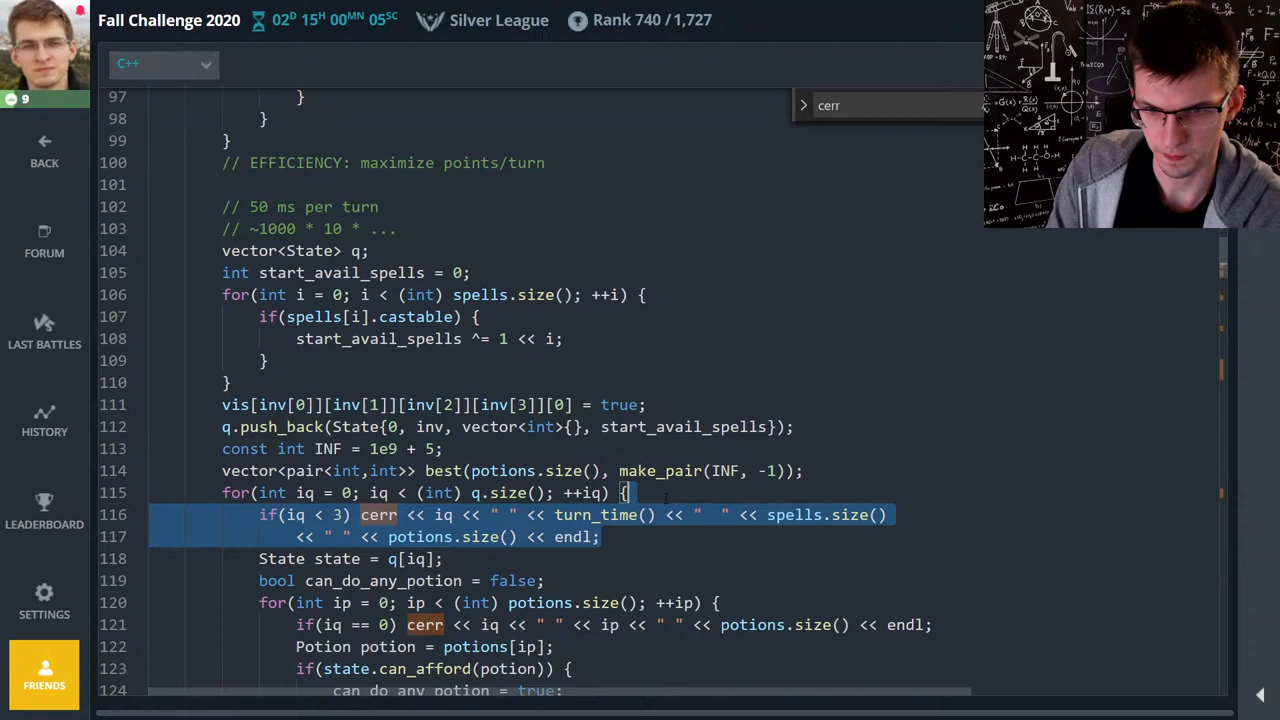 Fall Challenge 2020
02D 15H 00MN 05SC
Silver League
Rank 740 / 1,727
C++
cerr
9
BACK
FORUM
LAST BATTLES
HISTORY
LEADERBOARD
SETTINGS
FRIENDS
97 }
98 }
99 }
100 // EFFICIENCY: maximize points/turn
101
102 // 50 ms per turn
103 // ~1000 * 10 * ...
104 vector<State> q;
105 int start_avail_spells = 0;
106 for(int i = 0; i < (int) spells.size(); ++i) {
107 if(spells[i].castable) {
108 start_avail_spells ^= 1 << i;
109 }
110 }
111 vis[inv[0]][inv[1]][inv[2]][inv[3]][0] = true;
112 q.push_back(State{0, inv, vector<int>{}, start_avail_spells});
113 const int INF = 1e9 + 5;
114 vector<pair<int,int>> best(potions.size(), make_pair(INF, -1));
115 for(int iq = 0; iq < (int) q.size(); ++iq) {
116 if(iq < 3) cerr << iq << " " << turn_time() << "  " << spells.size()
117 << " " << potions.size() << endl;
118 State state = q[iq];
119 bool can_do_any_potion = false;
120 for(int ip = 0; ip < (int) potions.size(); ++ip) {
121 if(iq == 0) cerr << iq << " " << ip << " " << potions.size() << endl;
122 Potion potion = potions[ip];
123 if(state.can_afford(potion)) {
124 can_do_any_potion = true;